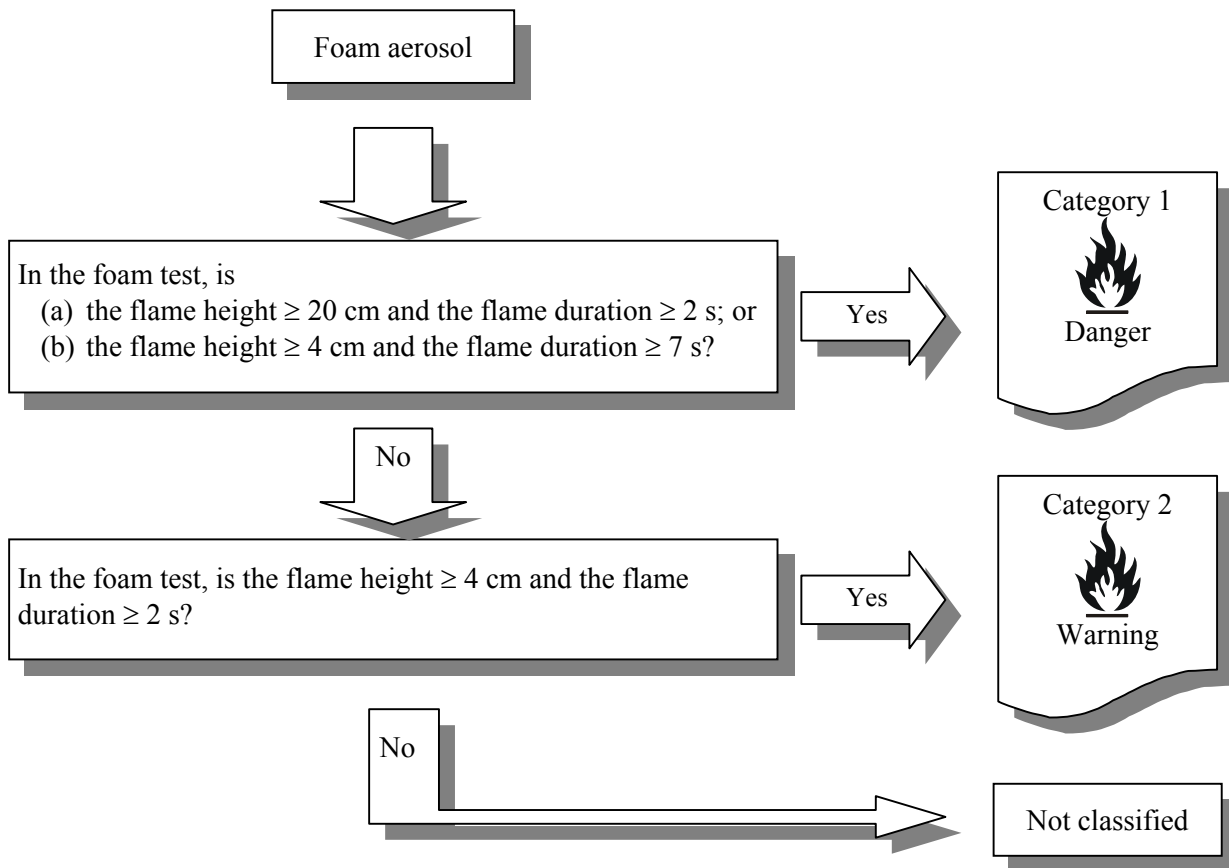 Foam aerosol
In the foam test, is
(a) the flame height ≥ 20 cm and the flame duration ≥ 2 s; or
(b) the flame height ≥ 4 cm and the flame duration ≥ 7 s?
Yes
Category 1
Danger
No
In the foam test, is the flame height ≥ 4 cm and the flame
duration ≥ 2 s?
Yes
Category 2
Warning
No
Not classified